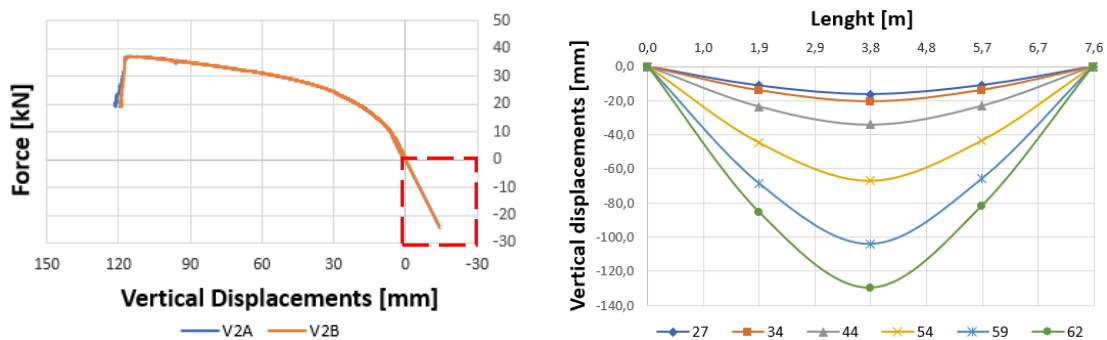 Force [kN]
50
40
30
20
10
0
-10
-20
-30
150 120 90 60 30 0 -30
Vertical Displacements [mm]
V2A V2B
Lenght [m]
0,0 1,0 1,9 2,9 3,8 4,8 5,7 6,7 7,6
Vertical displacements [mm]
0,0
-20,0
-40,0
-60,0
-80,0
-100,0
-120,0
-140,0
27 34 44 54 59 62